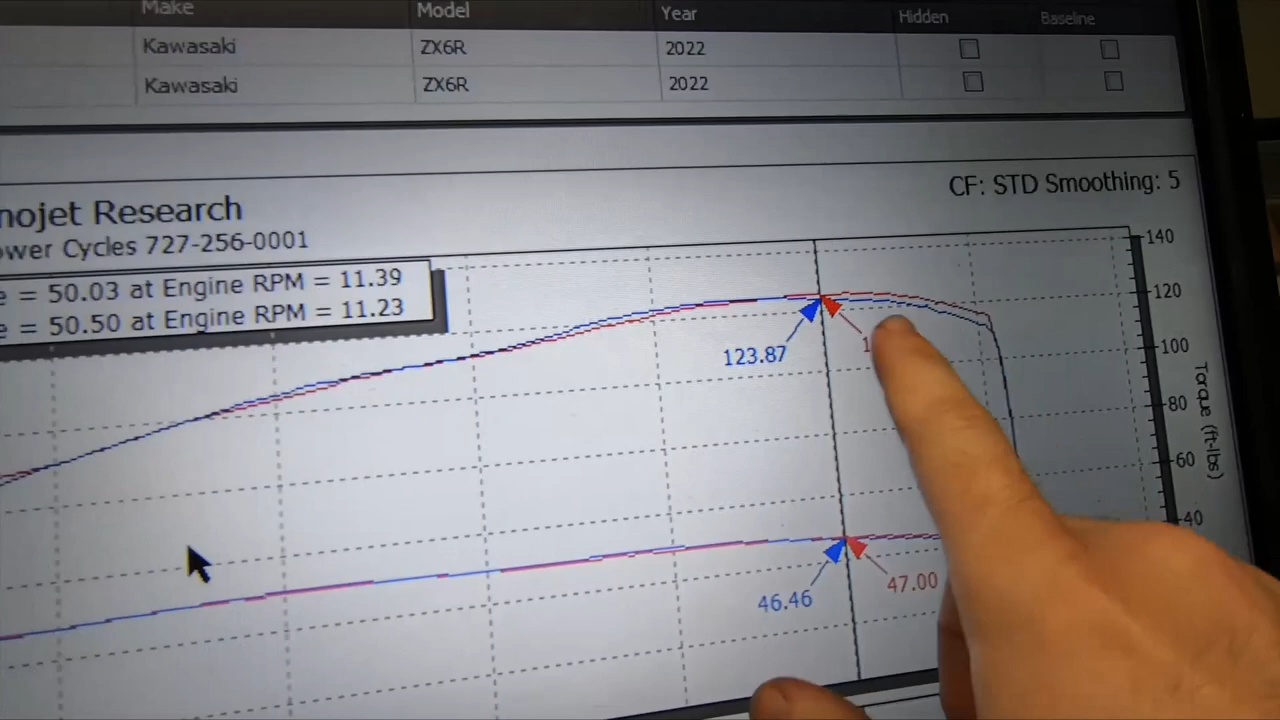 Make Model Year Hidden Baseline
Kawasaki ZX6R 2022
Kawasaki ZX6R 2022
CF: STD Smoothing: 5
nojet Research
ower Cycles 727-256-0001
e = 50.03 at Engine RPM = 11.39
e = 50.50 at Engine RPM = 11.23
140
120
100
80
60
40
Torque (ft-lbs)
123.87
1
46.46
47.00